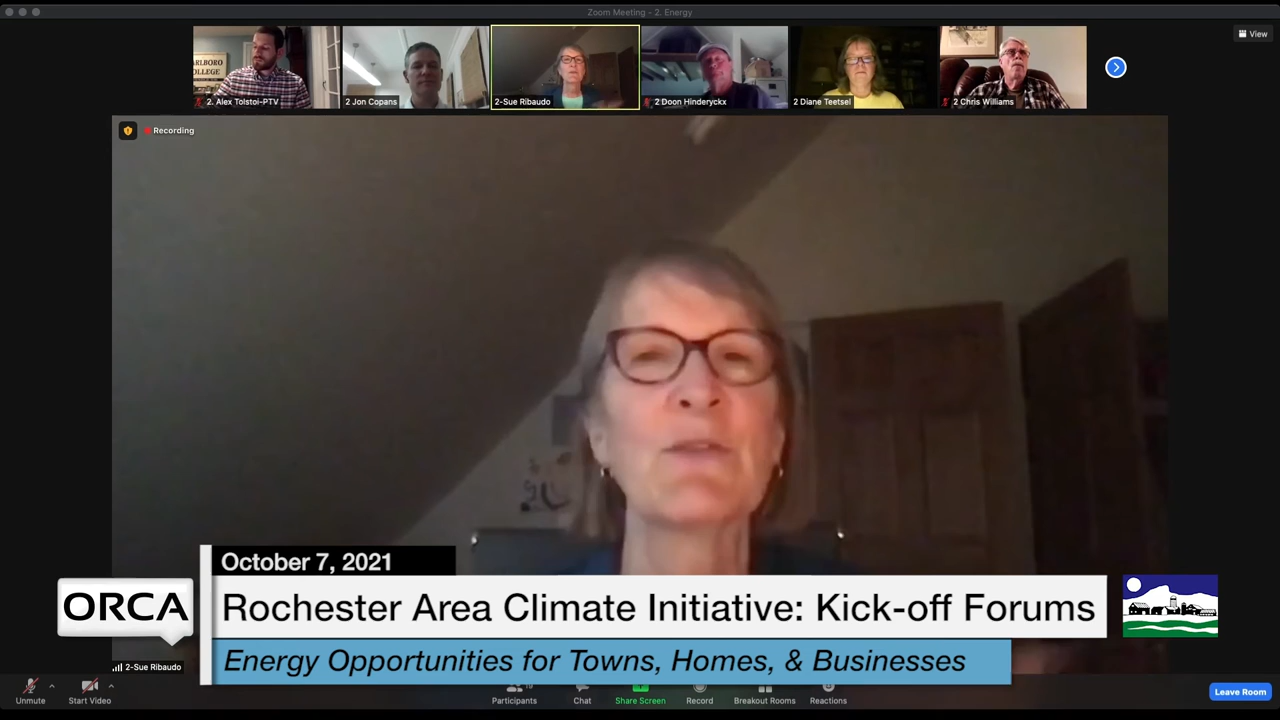 Zoom Meeting - 2. Energy
View
ARLBORO
COLLEGE
2. Alex Tolstoi-PTV
2 Jon Copans
2-Sue Ribaudo
2 Doon Hinderyckx
2 Diane Teetsel
2 Chris Williams
Recording
October 7, 2021
ORCA
Rochester Area Climate Initiative: Kick-off Forums
Energy Opportunities for Towns, Homes, & Businesses
2-Sue Ribaudo
Unmute
Start Video
Participants
Chat
Share Screen
Record
Breakout Rooms
Reactions
Leave Room